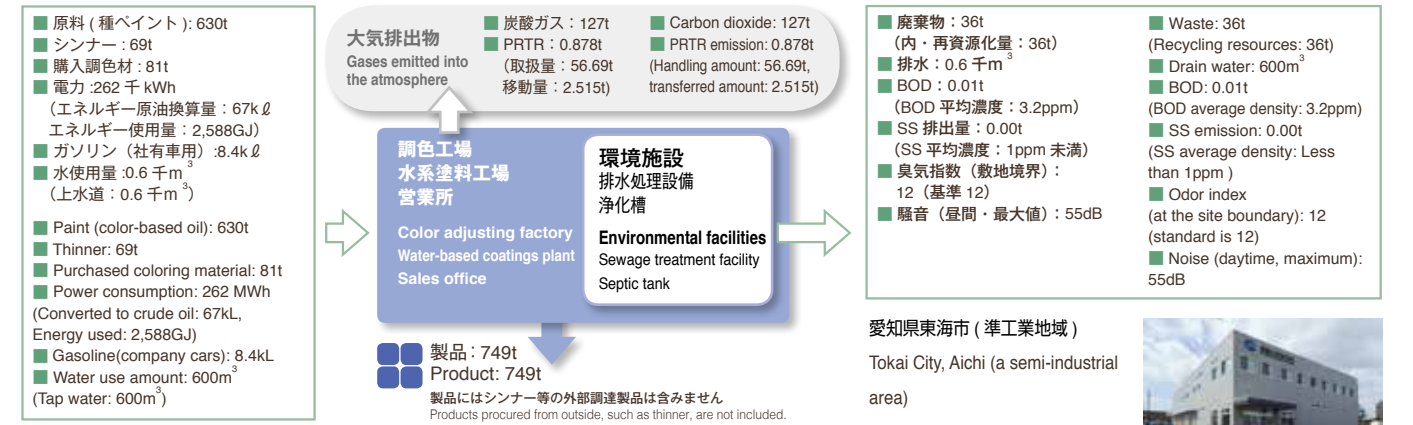 ■ 原料 ( 種ペイント ): 630t
■ シンナー : 69t
■ 購入調色材 : 81t
■ 電力 :262 千 kWh
（エネルギー原油換算量：67kℓ
エネルギー使用量：2,588GJ）
■ ガソリン（社有車用）:8.4kℓ
■ 水使用量 :0.6 千m³
（上水道：0.6 千m³）
■ Paint (color-based oil): 630t
■ Thinner: 69t
■ Purchased coloring material: 81t
■ Power consumption: 262 MWh
(Converted to crude oil: 67kL,
Energy used: 2,588GJ)
■ Gasoline(company cars): 8.4kL
■ Water use amount: 600m³
(Tap water: 600m³)
大気排出物
Gases emitted into
the atmosphere
■ 炭酸ガス：127t
■ PRTR：0.878t
（取扱量：56.69t
移動量：2.515t)
■ Carbon dioxide: 127t
■ PRTR emission: 0.878t
(Handling amount: 56.69t,
transferred amount: 2.515t)
調色工場
水系塗料工場
営業所
Color adjusting factory
Water-based coatings plant
Sales office
環境施設
排水処理設備
浄化槽
Environmental facilities
Sewage treatment facility
Septic tank
製品：749t
Product: 749t
製品にはシンナー等の外部調達製品は含みません
Products procured from outside, such as thinner, are not included.
■ 廃棄物：36t
（内・再資源化量：36t）
■ 排水：0.6 千m³
■ BOD：0.01t
（BOD 平均濃度：3.2ppm）
■ SS 排出量：0.00t
（SS 平均濃度：1ppm 未満）
■ 臭気指数（敷地境界）：
12（基準 12）
■ 騒音（昼間・最大値）：55dB
■ Waste: 36t
(Recycling resources: 36t)
■ Drain water: 600m³
■ BOD: 0.01t
(BOD average density: 3.2ppm)
■ SS emission: 0.00t
(SS average density: Less
than 1ppm )
■ Odor index
(at the site boundary): 12
(standard is 12)
■ Noise (daytime, maximum):
55dB
愛知県東海市 ( 準工業地域 )
Tokai City, Aichi (a semi-industrial
area)